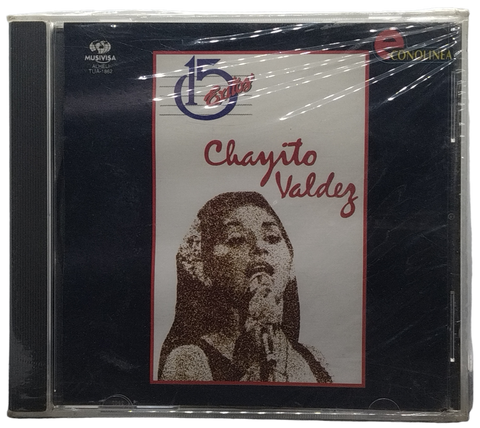 MUSIVISA
15
Éxitos
e
CONOLINEA
Chayito
Valdez